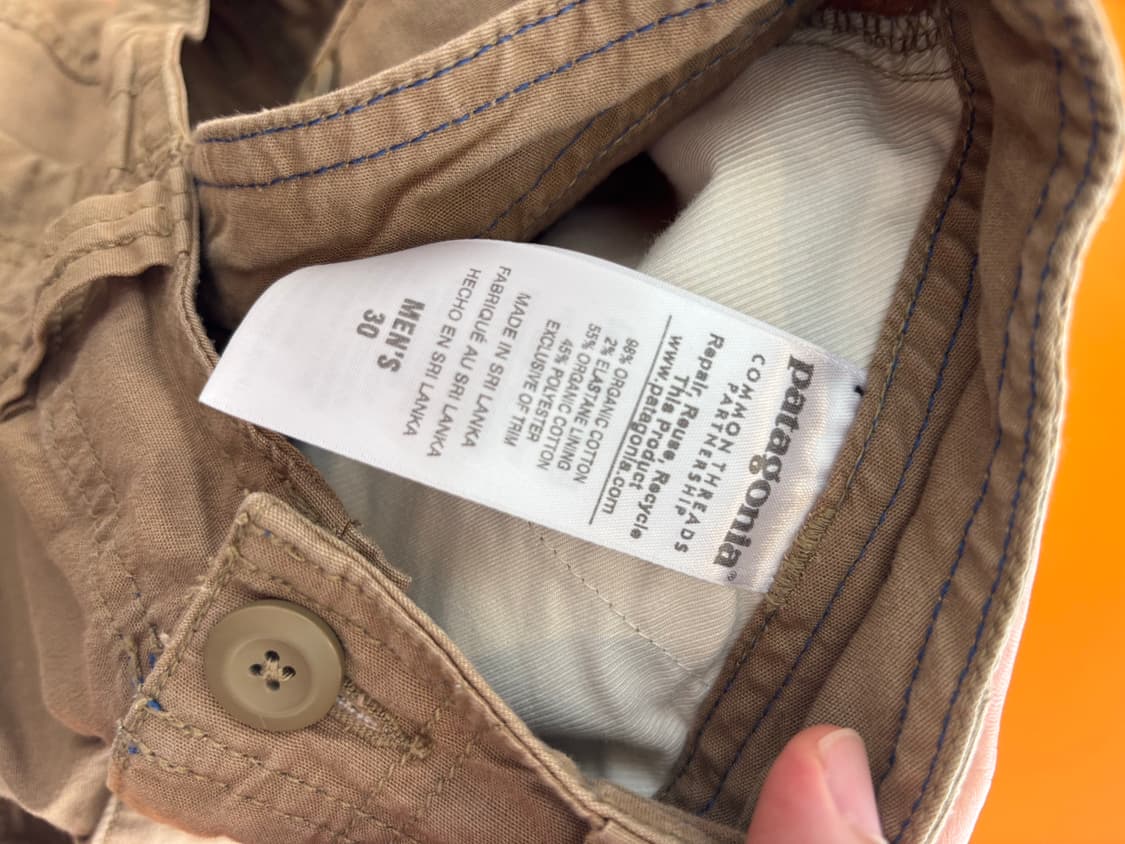 patagonia®
COMMON THREADS
PARTNERSHIP
Repair, Reuse, Recycle
This Product
www.patagonia.com
98% ORGANIC COTTON
2% ELASTANE LINING
55% ORGANIC COTTON
45% POLYESTER
EXCLUSIVE OF TRIM
MADE IN SRI LANKA
FABRIQUÉ AU SRI LANKA
HECHO EN SRI LANKA
MEN'S
30